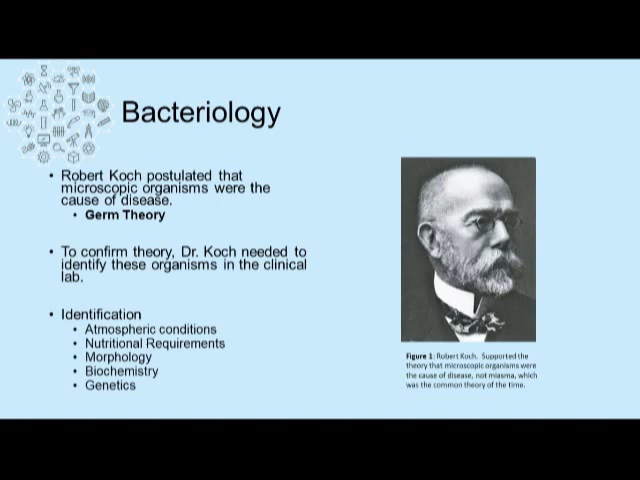 Bacteriology
• Robert Koch postulated that
microscopic organisms were the
cause of disease.
• Germ Theory
• To confirm theory, Dr. Koch needed to
identify these organisms in the clinical
lab.
• Identification
• Atmospheric conditions
• Nutritional Requirements
• Morphology
• Biochemistry
• Genetics
Figure 1: Robert Koch. Supported the
theory that microscopic organisms were
the cause of disease, not miasma, which
was the common theory of the time.